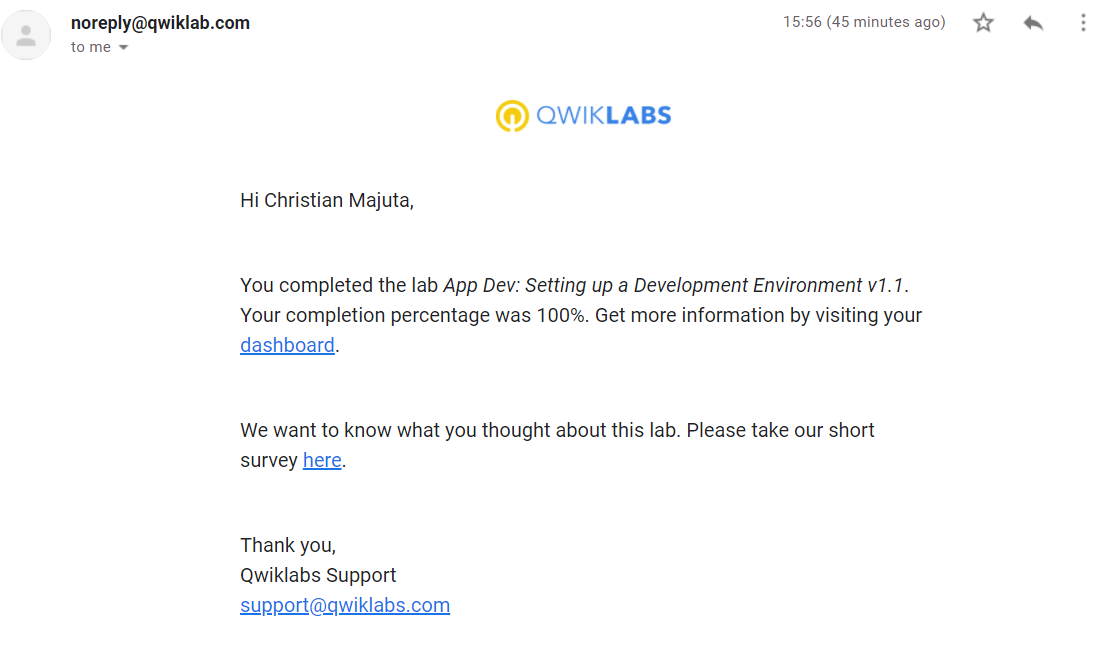 noreply@qwiklab.com
15:56 (45 minutes ago)
to me
QWIKLABS
Hi Christian Majuta,
You completed the lab App Dev: Setting up a Development Environment v1.1.
Your completion percentage was 100%. Get more information by visiting your
dashboard.
We want to know what you thought about this lab. Please take our short
survey here.
Thank you,
Qwiklabs Support
support@qwiklabs.com